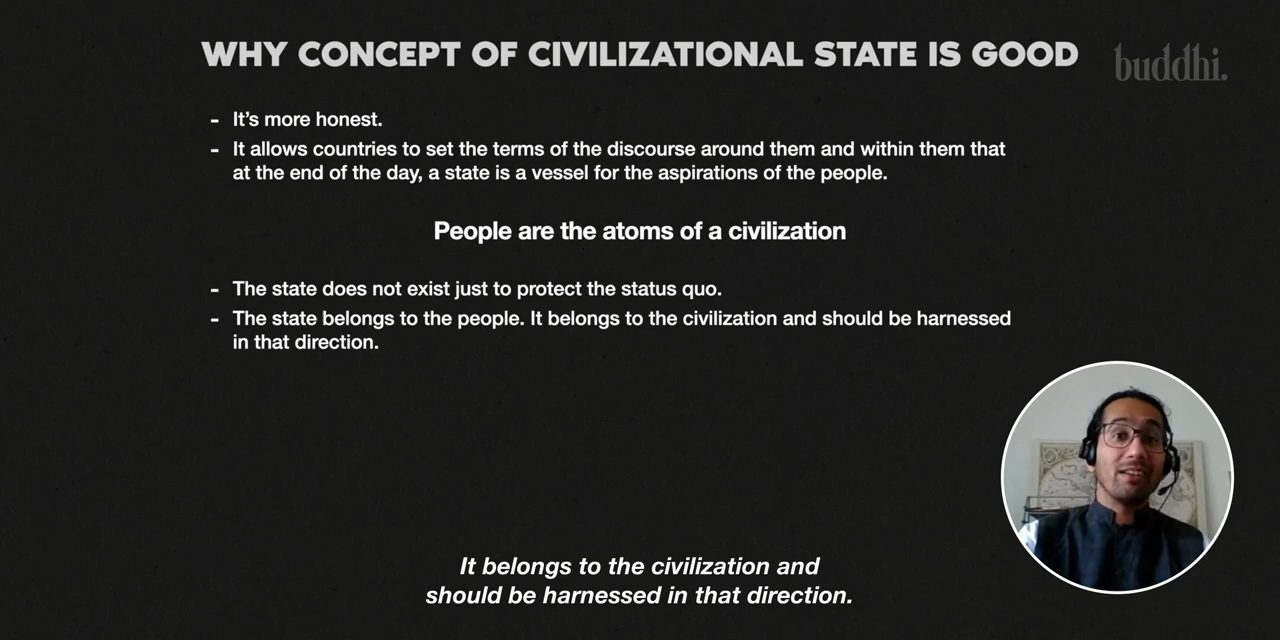 WHY CONCEPT OF CIVILIZATIONAL STATE IS GOOD
buddhi.
- It's more honest.
- It allows countries to set the terms of the discourse around them and within them that
at the end of the day, a state is a vessel for the aspirations of the people.
People are the atoms of a civilization
- The state does not exist just to protect the status quo.
- The state belongs to the people. It belongs to the civilization and should be harnessed
in that direction.
It belongs to the civilization and
should be harnessed in that direction.